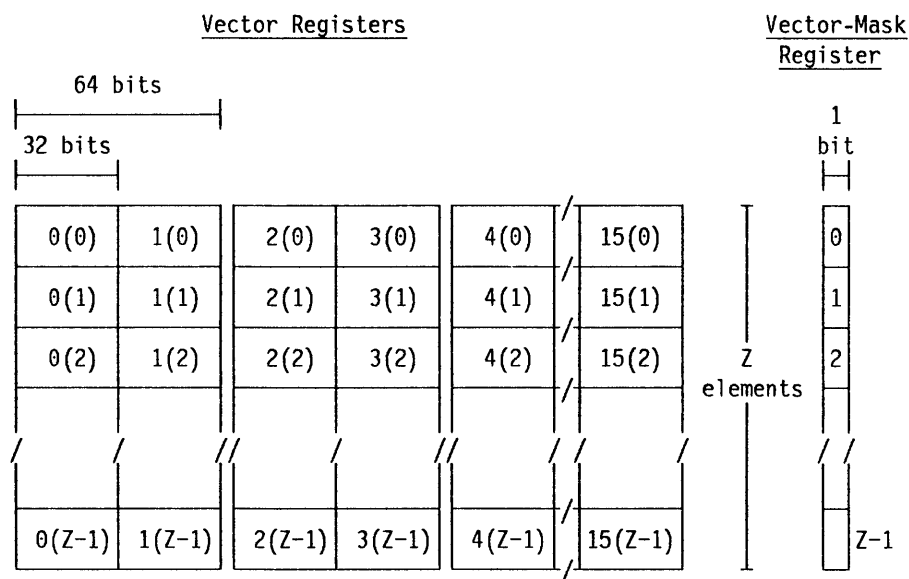 Vector Registers
Vector-Mask
Register
64 bits
1
bit
32 bits
0(0) 1(0) 2(0) 3(0) 4(0) 15(0) 0
0(1) 1(1) 2(1) 3(1) 4(1) 15(1) 1
0(2) 1(2) 2(2) 3(2) 4(2) 15(2) Z 2
elements
0(Z-1) 1(Z-1) 2(Z-1) 3(Z-1) 4(Z-1) 15(Z-1) Z-1